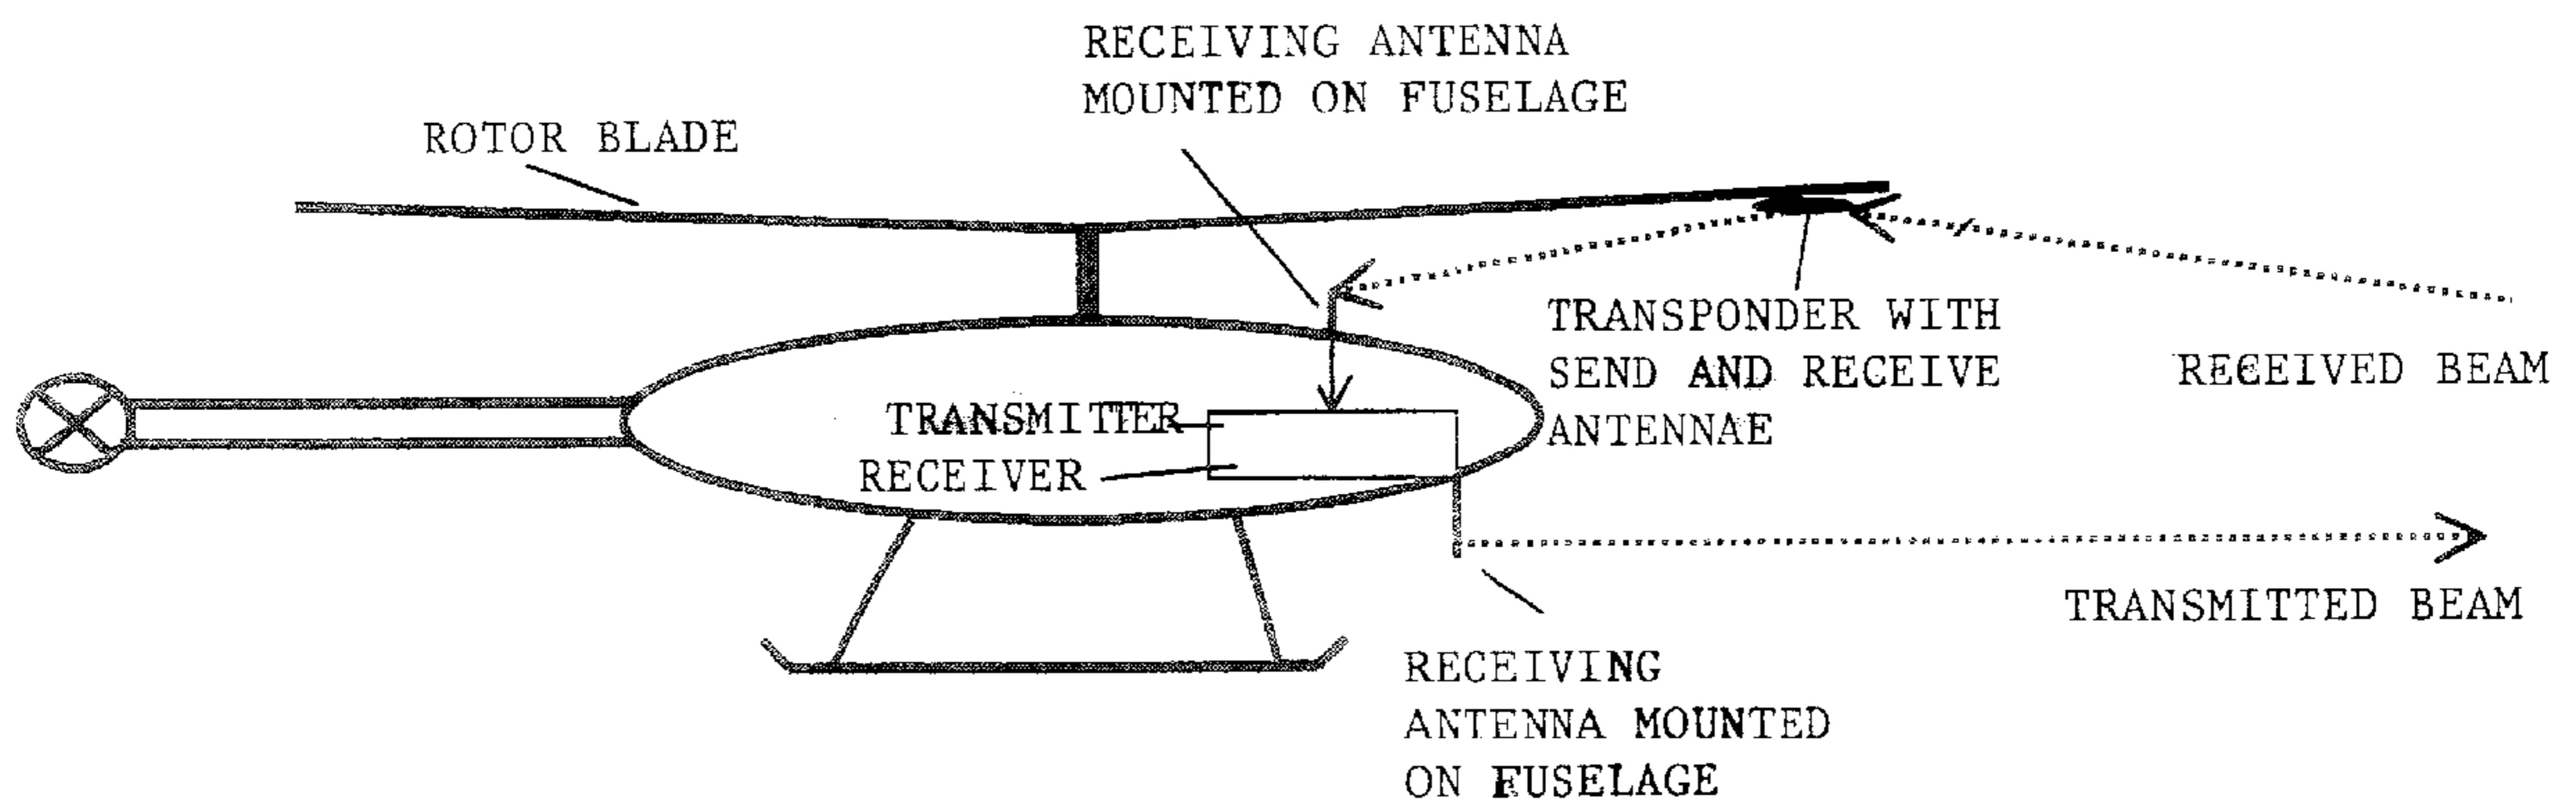 RECEIVING ANTENNA
MOUNTED ON FUSELAGE
ROTOR BLADE
TRANSPONDER WITH
SEND AND RECEIVE
ANTENNAE
RECEIVED BEAM
TRANSMITTER
RECEIVER
TRANSMITTED BEAM
RECEIVING
ANTENNA MOUNTED
ON FUSELAGE